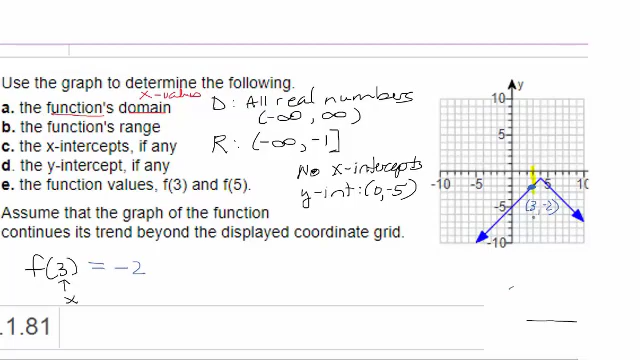 Use the graph to determine the following.
x-values
a. the function's domain
b. the function's range
c. the x-intercepts, if any
d. the y-intercept, if any
e. the function values, f(3) and f(5).
Assume that the graph of the function
continues its trend beyond the displayed coordinate grid.
D: All real numbers
(-∞, ∞)
R: (-∞, -1]
No x-intercepts
y-int: (0,-5)
f(3) = -2
↑
x
1.81
y
10
5
-10 -5 5 10
-5
(3,-2)
-10